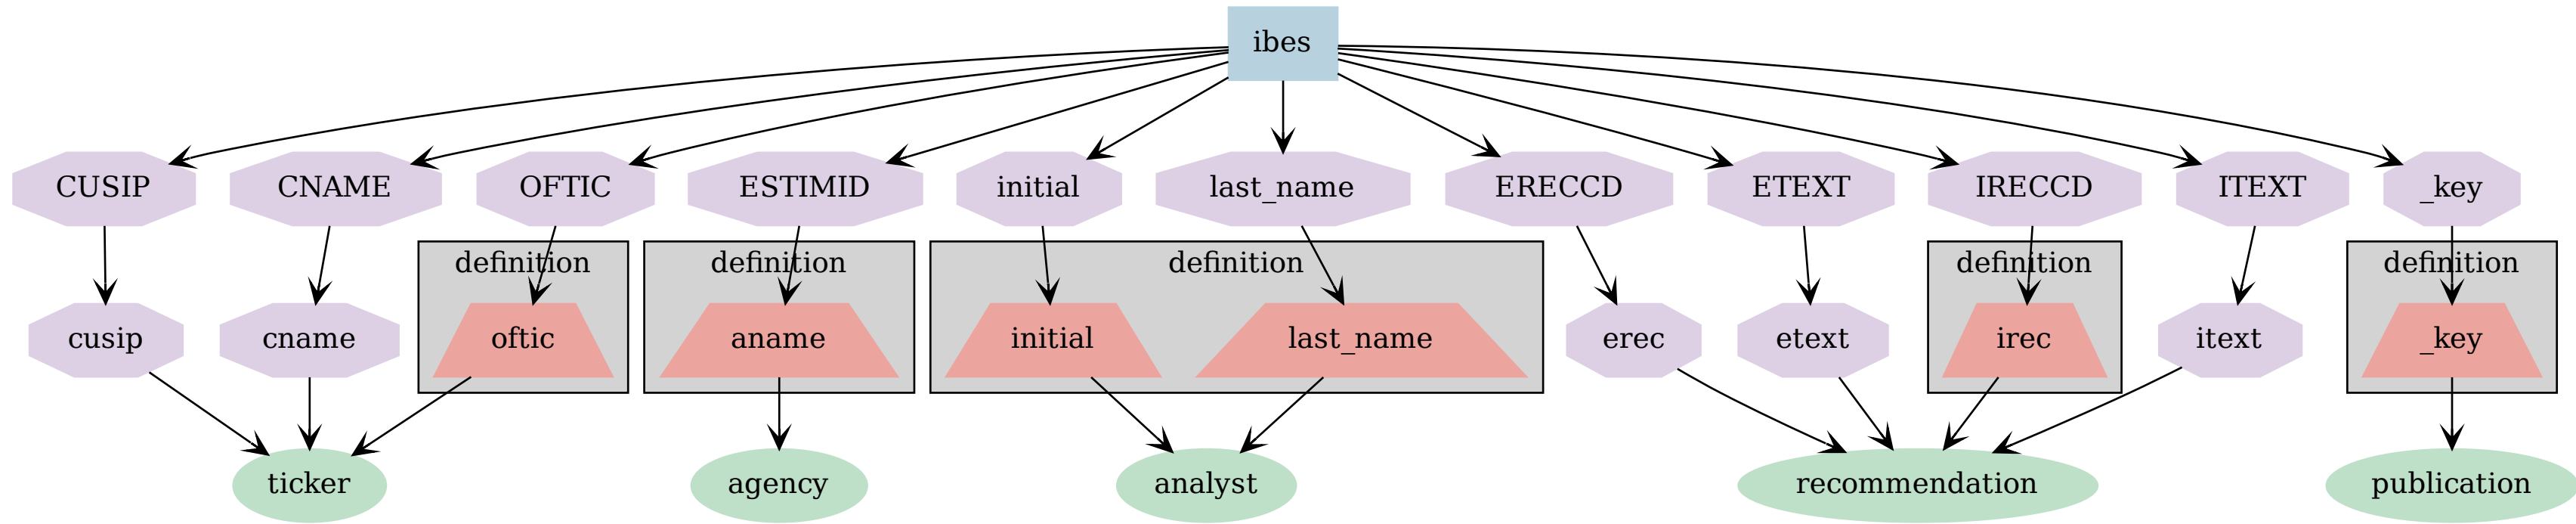 ibes
CUSIP
CNAME
OFTIC
ESTIMID
initial
last_name
ERECCD
ETEXT
IRECCD
ITEXT
_key
definition
definition
definition
definition
definition
cusip
cname
oftic
aname
initial
last_name
erec
etext
irec
itext
_key
ticker
agency
analyst
recommendation
publication